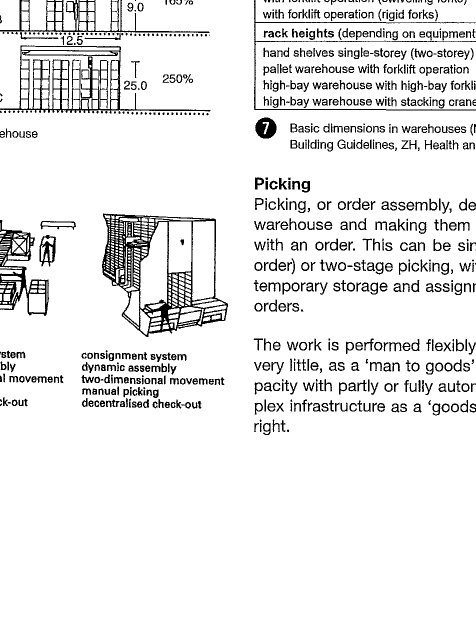 with forklift operation (rigid forks)
9.0
165%
rack heights (depending on equipment
12.5
hand shelves single-storey (two-storey)
pallet warehouse with forklift operation
25.0
250%
high-bay warehouse with high-bay forkli
high-bay warehouse with stacking crane
ehouse
7 Basic dimensions in warehouses
Building Guidelines, ZH, Health an
Picking
Picking, or order assembly, de
warehouse and making them
with an order. This can be sin
order) or two-stage picking, wi
temporary storage and assignm
orders.
The work is performed flexibly
very little, as a ‘man to goods’
pacity with partly or fully autom
plex infrastructure as a ‘goods
right.
ystem
bly
al movement
ck-out
consignment system
dynamic assembly
two-dimensional movement
manual picking
decentralised check-out